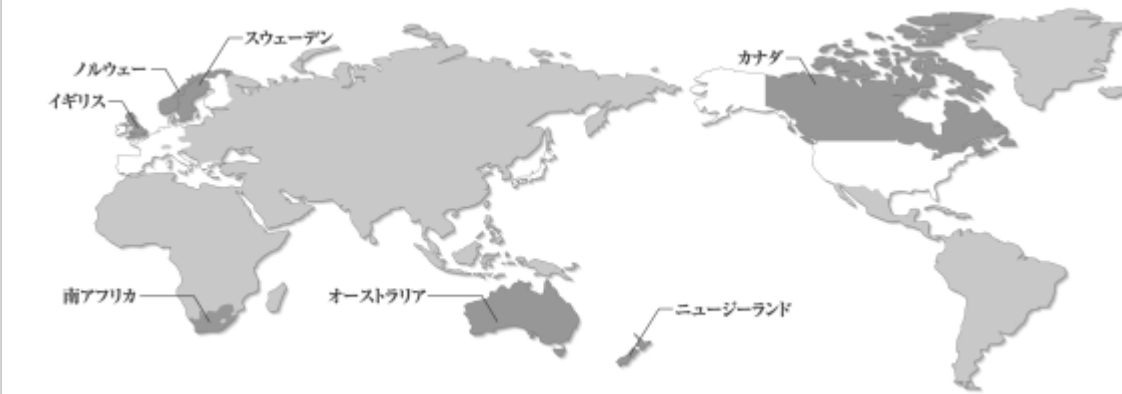 スウェーデン
カナダ
ノルウェー
イギリス
南アフリカ
オーストラリア
ニュージーランド